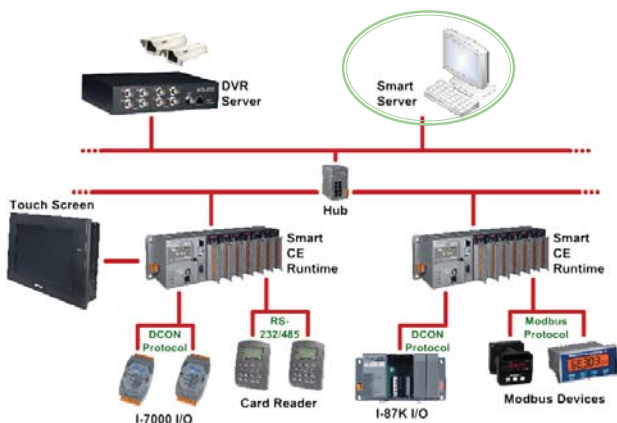 DVR
Server
Smart
Server
Hub
Touch Screen
Smart
CE
Runtime
Smart
CE
Runtime
DCON
Protocol
RS-
232/485
DCON
Protocol
Modbus
Protocol
I-7000 I/O
Card Reader
I-87K I/O
Modbus Devices